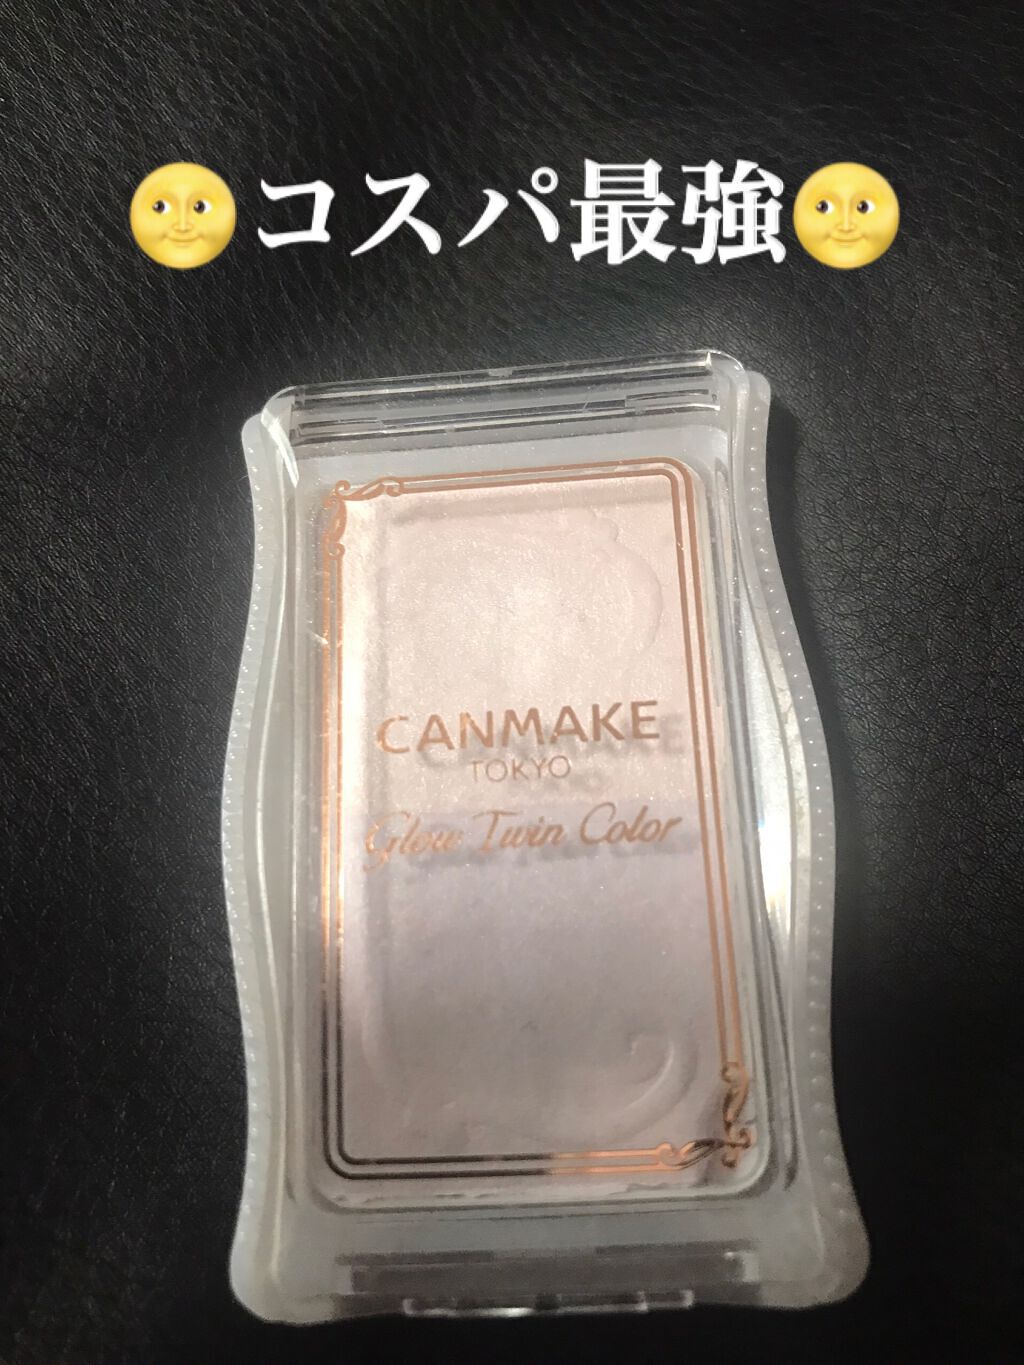 🌝コスパ最強🌝
CANMAKE
TOKYO
Glow Twin Color